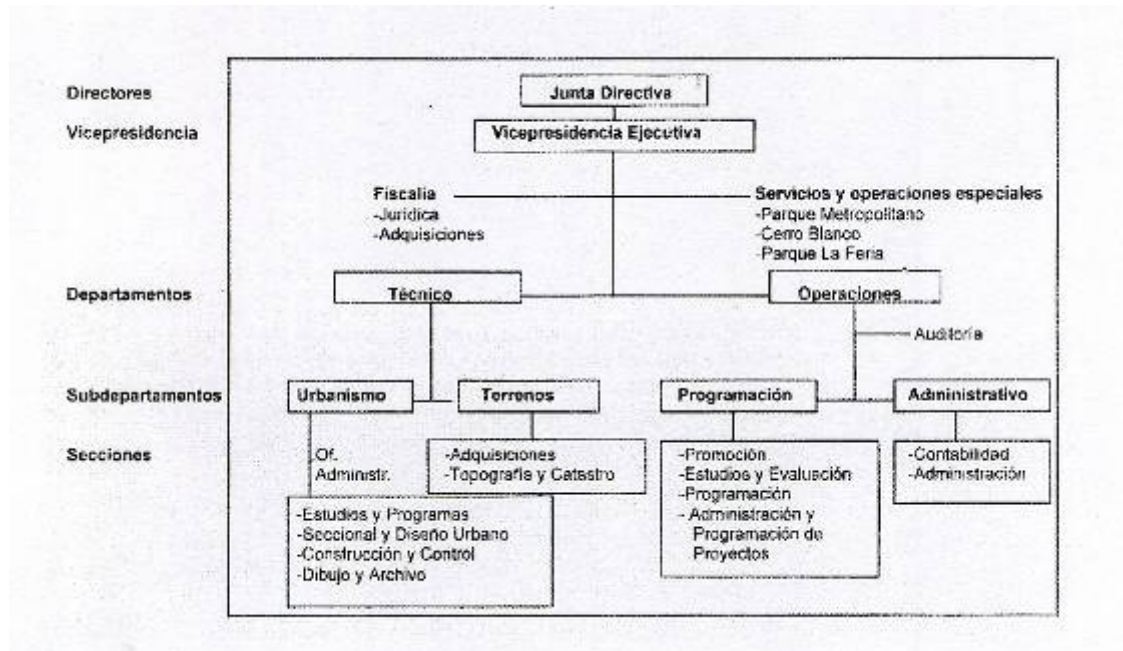 Directores
Junta Directiva
Vicepresidencia
Vicepresidencia Ejecutiva
Fiscalia
-Juridica
-Adquisiciones
Servicios y operaciones especiales
-Parque Metropolitano
-Cerro Blanco
-Parque La Feria
Departamentos
Técnico
Operaciones
Auditoría
Subdepartamentos
Urbanismo
Terrenos
Programación
Administrativo
Secciones
Of.
Administr.
-Estudios y Programas
-Seccional y Diseño Urbano
-Construcción y Control
-Dibujo y Archivo
-Adquisiciones
-Topografía y Catastro
-Promoción
-Estudios y Evaluación
-Programación
- Administración y
Programación de
Proyectos
-Contabilidad
-Administración